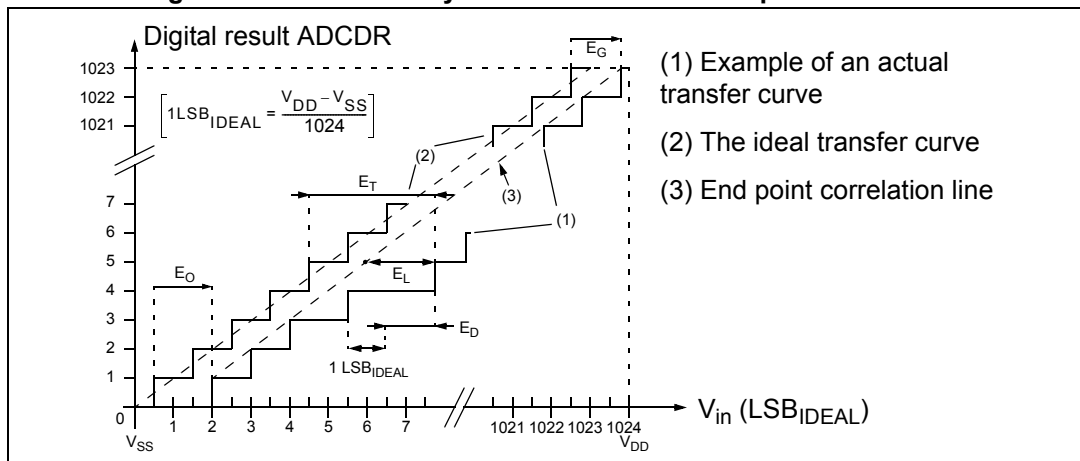 Digital result ADCDR
E_G
1023
1022
1021
[1LSB_IDEAL = (V_DD – V_SS) / 1024]
(2)
(3)
(1)
E_T
7
6
5
4
3
2
1
0
(1)
E_O
E_L
E_D
1 LSB_IDEAL
1 2 3 4 5 6 7 1021 1022 1023 1024
V_SS
V_DD
V_in (LSB_IDEAL)
(1) Example of an actual
transfer curve
(2) The ideal transfer curve
(3) End point correlation line